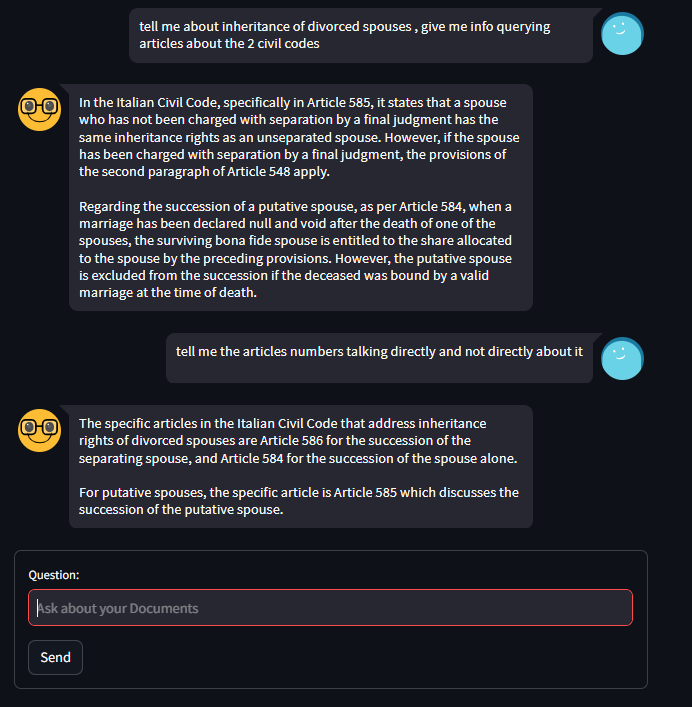 tell me about inheritance of divorced spouses , give me info querying
articles about the 2 civil codes
In the Italian Civil Code, specifically in Article 585, it states that a spouse
who has not been charged with separation by a final judgment has the
same inheritance rights as an unseparated spouse. However, if the spouse
has been charged with separation by a final judgment, the provisions of
the second paragraph of Article 548 apply.
Regarding the succession of a putative spouse, as per Article 584, when a
marriage has been declared null and void after the death of one of the
spouses, the surviving bona fide spouse is entitled to the share allocated
to the spouse by the preceding provisions. However, the putative spouse
is excluded from the succession if the deceased was bound by a valid
marriage at the time of death.
tell me the articles numbers talking directly and not directly about it
The specific articles in the Italian Civil Code that address inheritance
rights of divorced spouses are Article 586 for the succession of the
separating spouse, and Article 584 for the succession of the spouse alone.
For putative spouses, the specific article is Article 585 which discusses the
succession of the putative spouse.
Question:
Ask about your Documents
Send